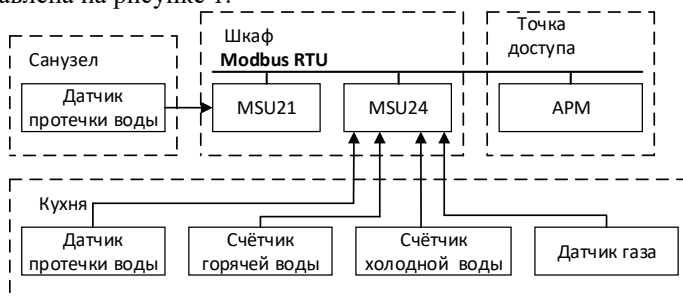 авлена на рисунке 1.
Шкаф
Точка
доступа
Санузел
Modbus RTU
Датчик
протечки воды
MSU21
MSU24
АРМ
Кухня
Датчик
протечки воды
Счётчик
горячей воды
Счётчик
холодной воды
Датчик газа